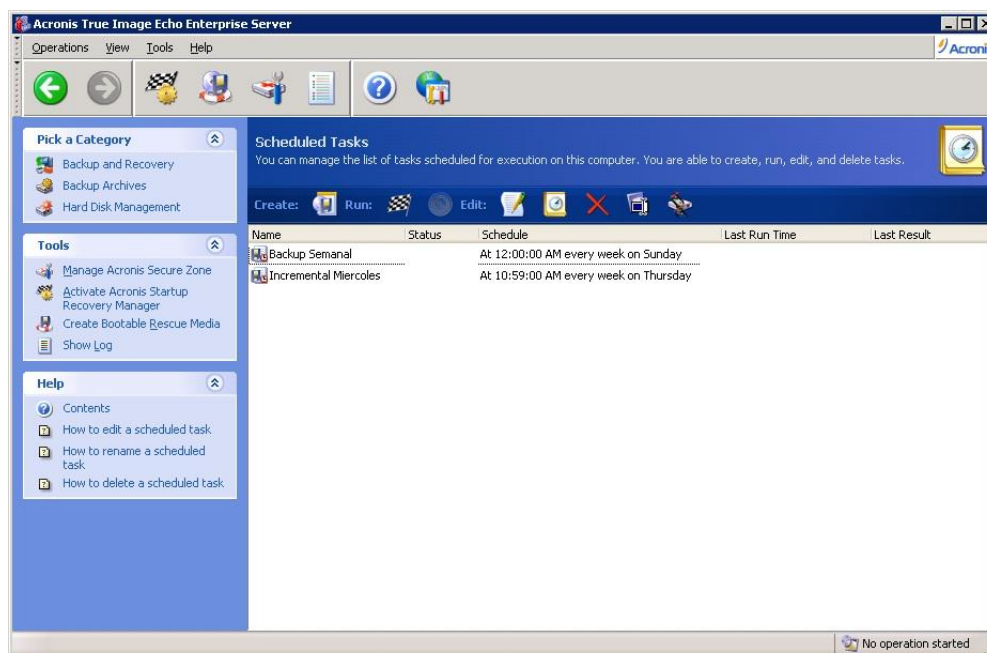 Acronis True Image Echo Enterprise Server
Operations View Tools Help
Acroni
Pick a Category
Backup and Recovery
Backup Archives
Hard Disk Management
Tools
Manage Acronis Secure Zone
Activate Acronis Startup
Recovery Manager
Create Bootable Rescue Media
Show Log
Help
Contents
How to edit a scheduled task
How to rename a scheduled
task
How to delete a scheduled task
Scheduled Tasks
You can manage the list of tasks scheduled for execution on this computer. You are able to create, run, edit, and delete tasks.
Create: Run: Edit:
Name Status Schedule Last Run Time Last Result
Backup Semanal At 12:00:00 AM every week on Sunday
Incremental Miercoles At 10:59:00 AM every week on Thursday
No operation started